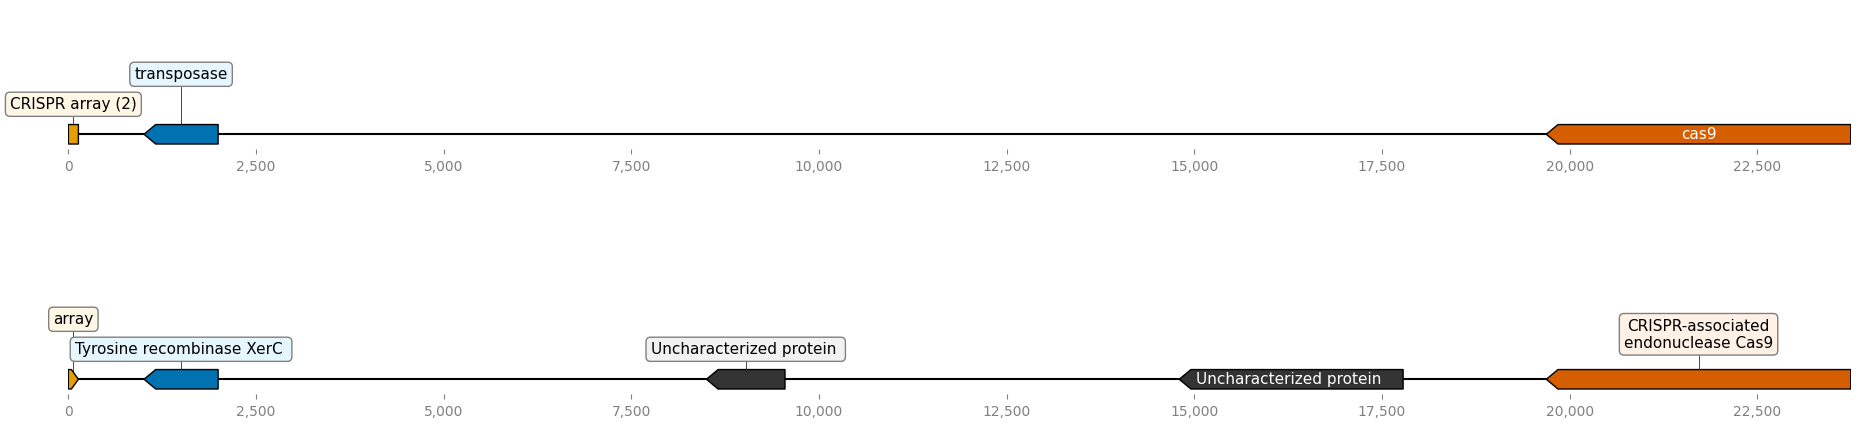 transposase
CRISPR array (2)
cas9
0 2,500 5,000 7,500 10,000 12,500 15,000 17,500 20,000 22,500
array
CRISPR-associated
endonuclease Cas9
Tyrosine recombinase XerC
Uncharacterized protein
Uncharacterized protein
0 2,500 5,000 7,500 10,000 12,500 15,000 17,500 20,000 22,500